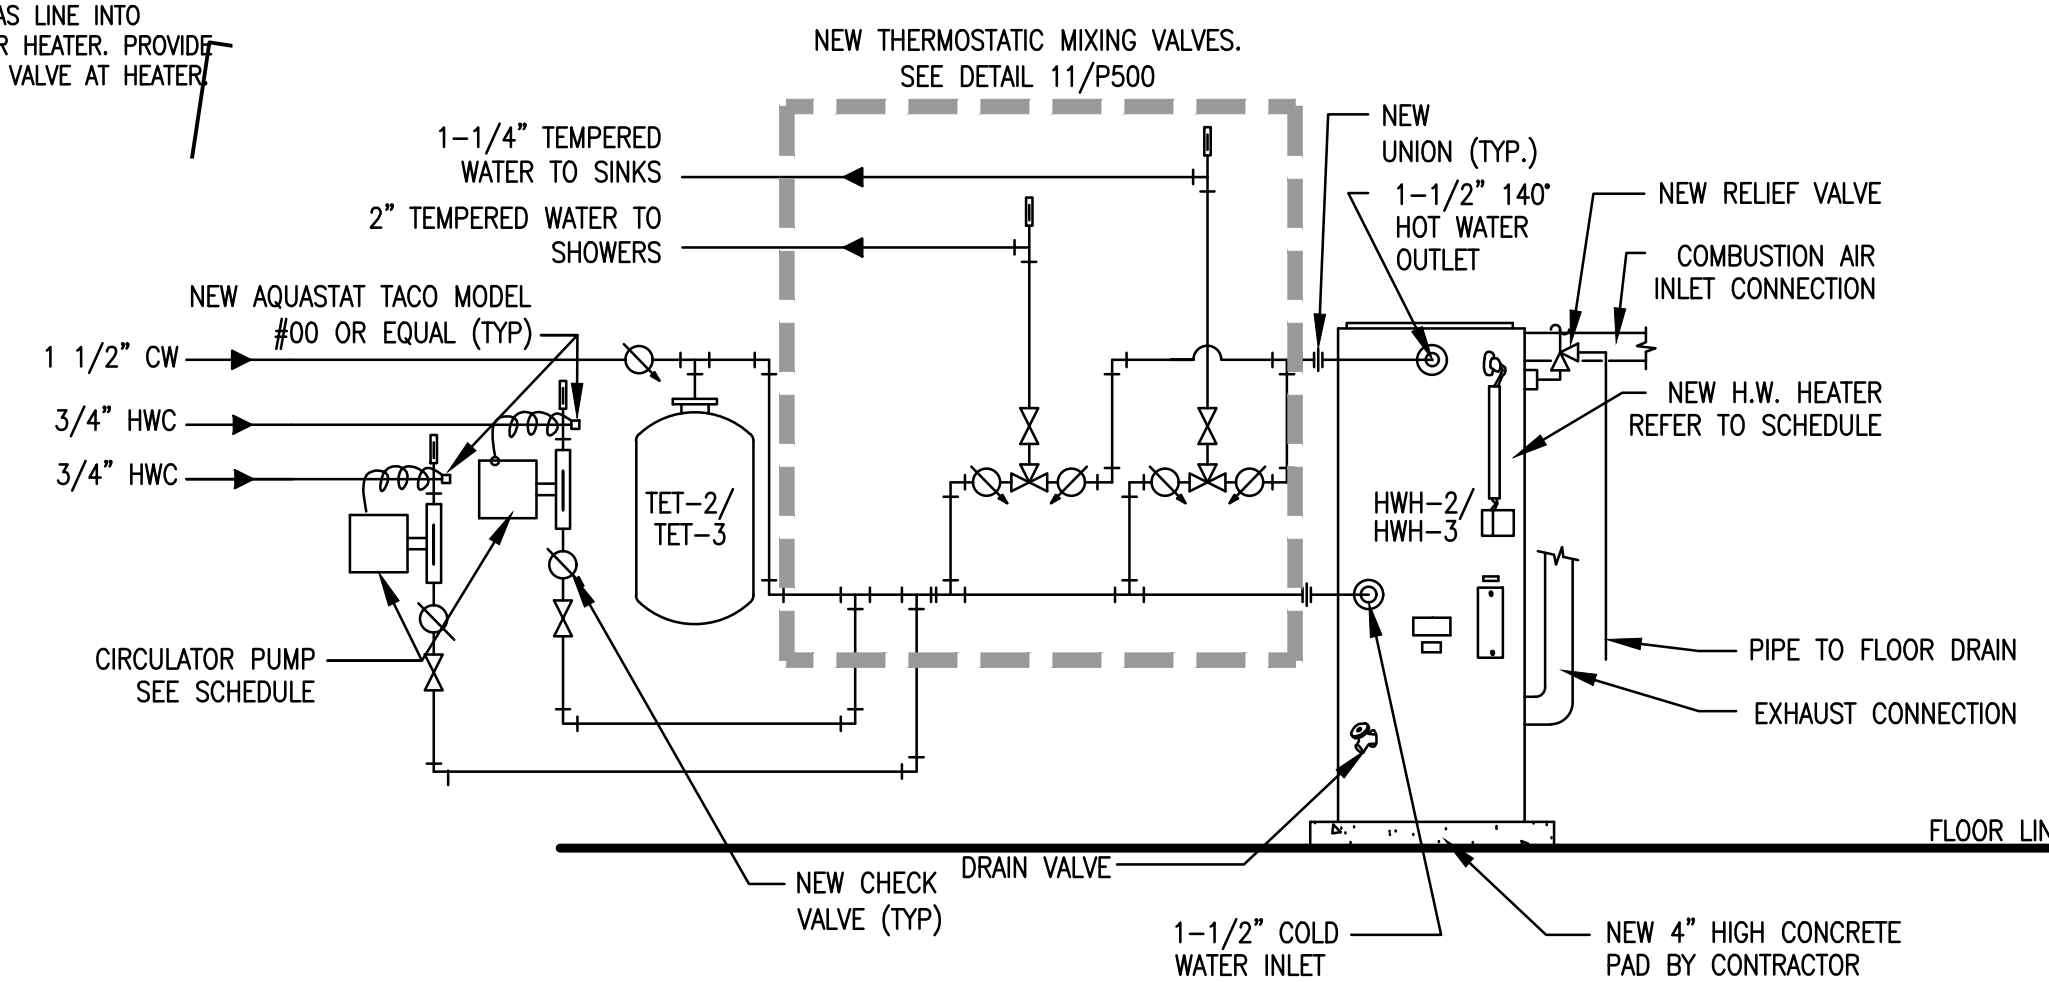 AS LINE INTO
R HEATER. PROVIDE
VALVE AT HEATER.
NEW THERMOSTATIC MIXING VALVES.
SEE DETAIL 11/P500
1-1/4" TEMPERED
WATER TO SINKS
2" TEMPERED WATER TO
SHOWERS
NEW AQUASTAT TACO MODEL
#00 OR EQUAL (TYP)
1 1/2" CW
3/4" HWC
3/4" HWC
NEW
UNION (TYP.)
1-1/2" 140°
HOT WATER
OUTLET
NEW RELIEF VALVE
COMBUSTION AIR
INLET CONNECTION
NEW H.W. HEATER
REFER TO SCHEDULE
TET-2/
TET-3
HWH-2/
HWH-3
CIRCULATOR PUMP
SEE SCHEDULE
PIPE TO FLOOR DRAIN
EXHAUST CONNECTION
FLOOR LIN
DRAIN VALVE
NEW CHECK
VALVE (TYP)
1-1/2" COLD
WATER INLET
NEW 4" HIGH CONCRETE
PAD BY CONTRACTOR